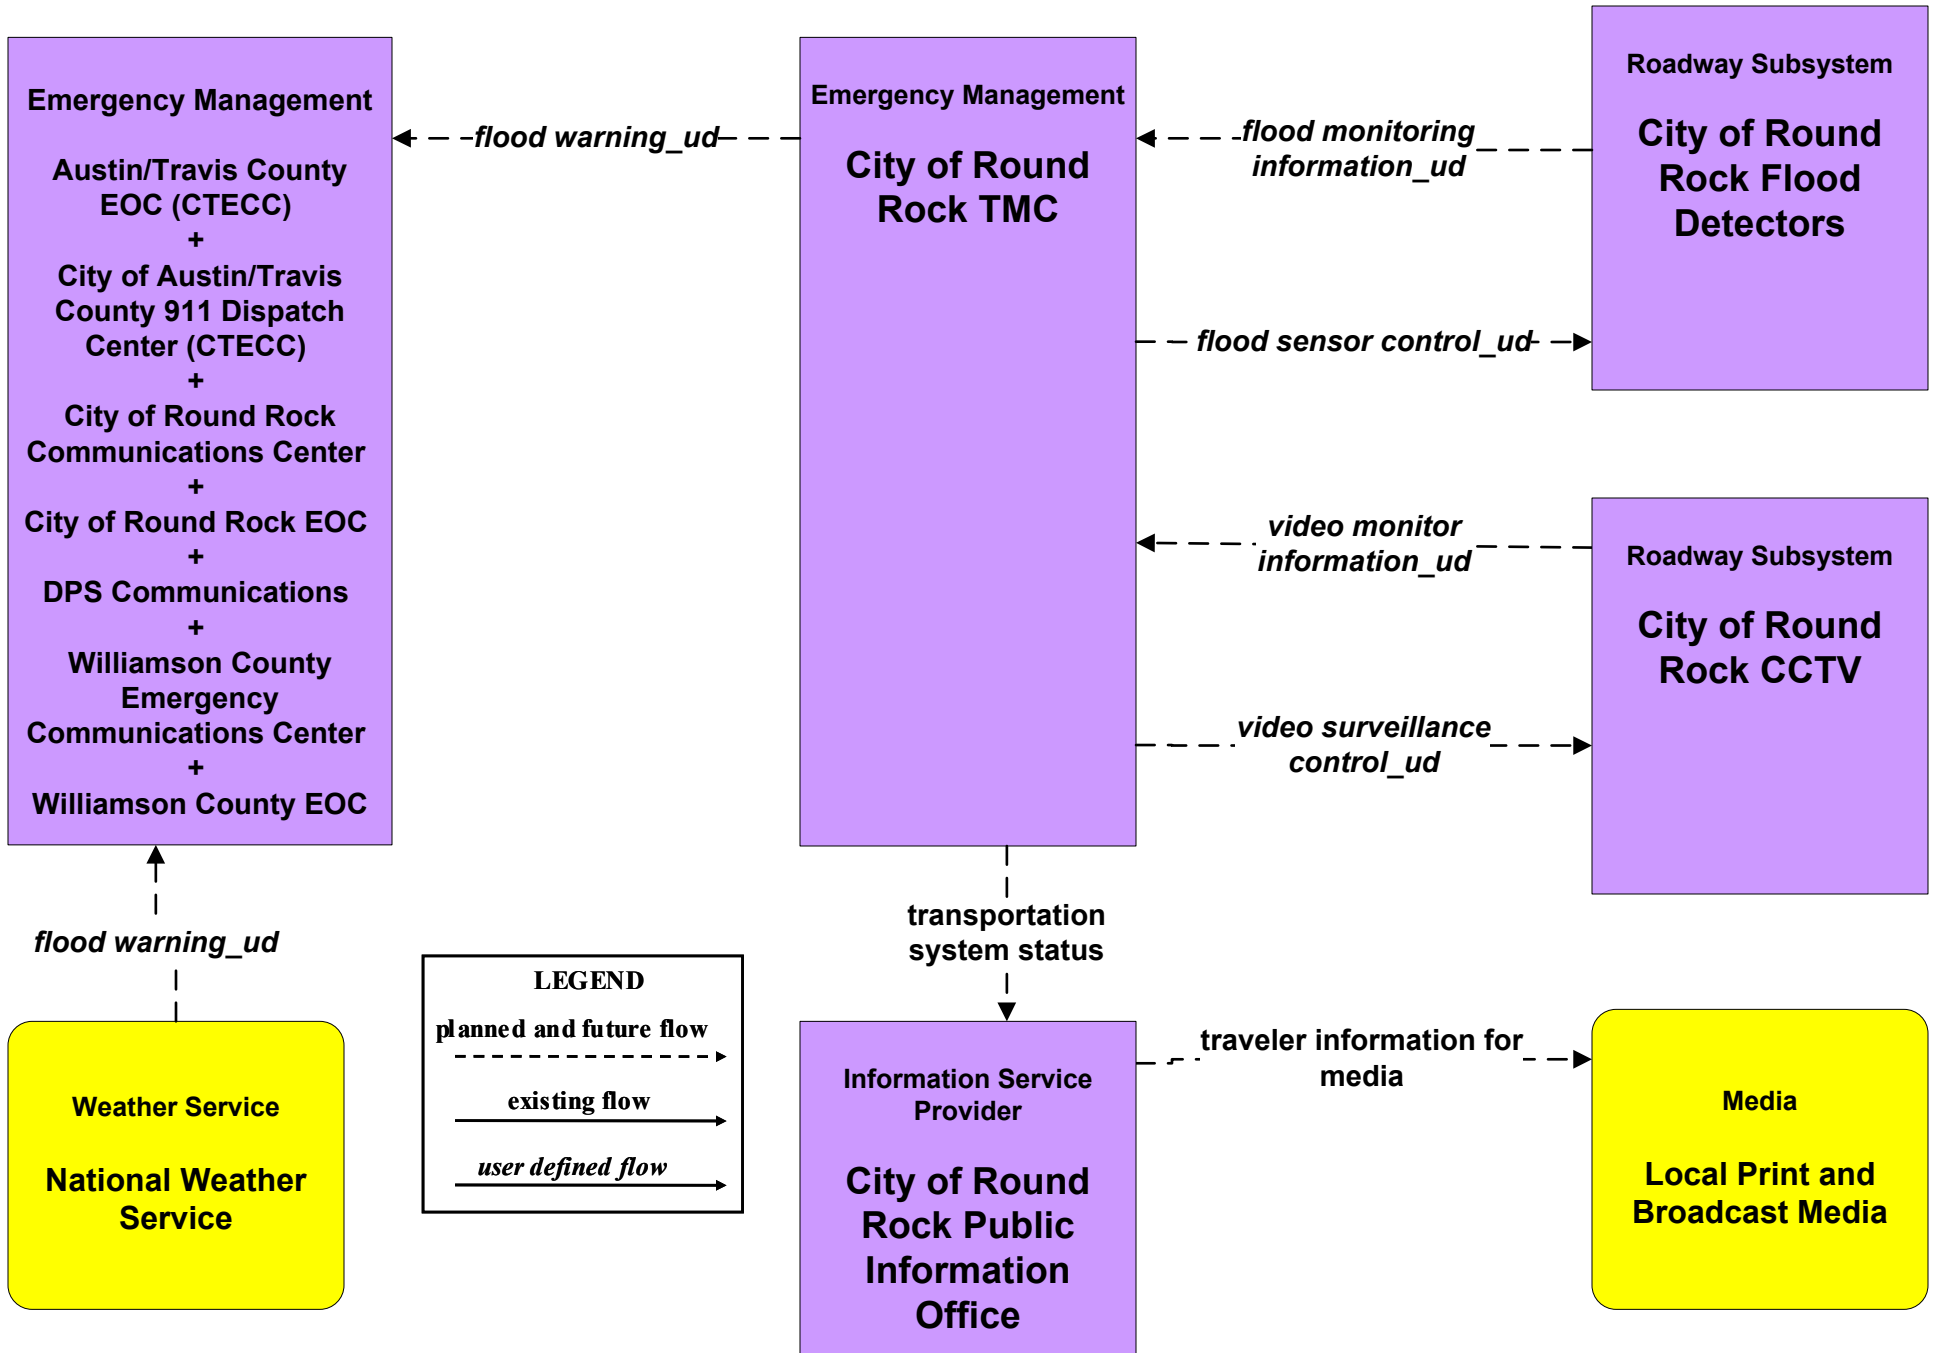 Emergency Management
Austin/Travis County
EOC (CTECC)
+
City of Austin/Travis
County 911 Dispatch
Center (CTECC)
+
City of Round Rock
Communications Center
+
City of Round Rock EOC
+
DPS Communications
+
Williamson County
Emergency
Communications Center
+
Williamson County EOC
flood warning_ud
Emergency Management
City of Round
Rock TMC
flood monitoring
information_ud
Roadway Subsystem
City of Round
Rock Flood
Detectors
flood sensor control_ud
video monitor
information_ud
Roadway Subsystem
City of Round
Rock CCTV
video surveillance
control_ud
flood warning_ud
transportation
system status
LEGEND
planned and future flow
existing flow
user defined flow
Weather Service
National Weather
Service
Information Service
Provider
City of Round
Rock Public
Information
Office
traveler information for
media
Media
Local Print and
Broadcast Media